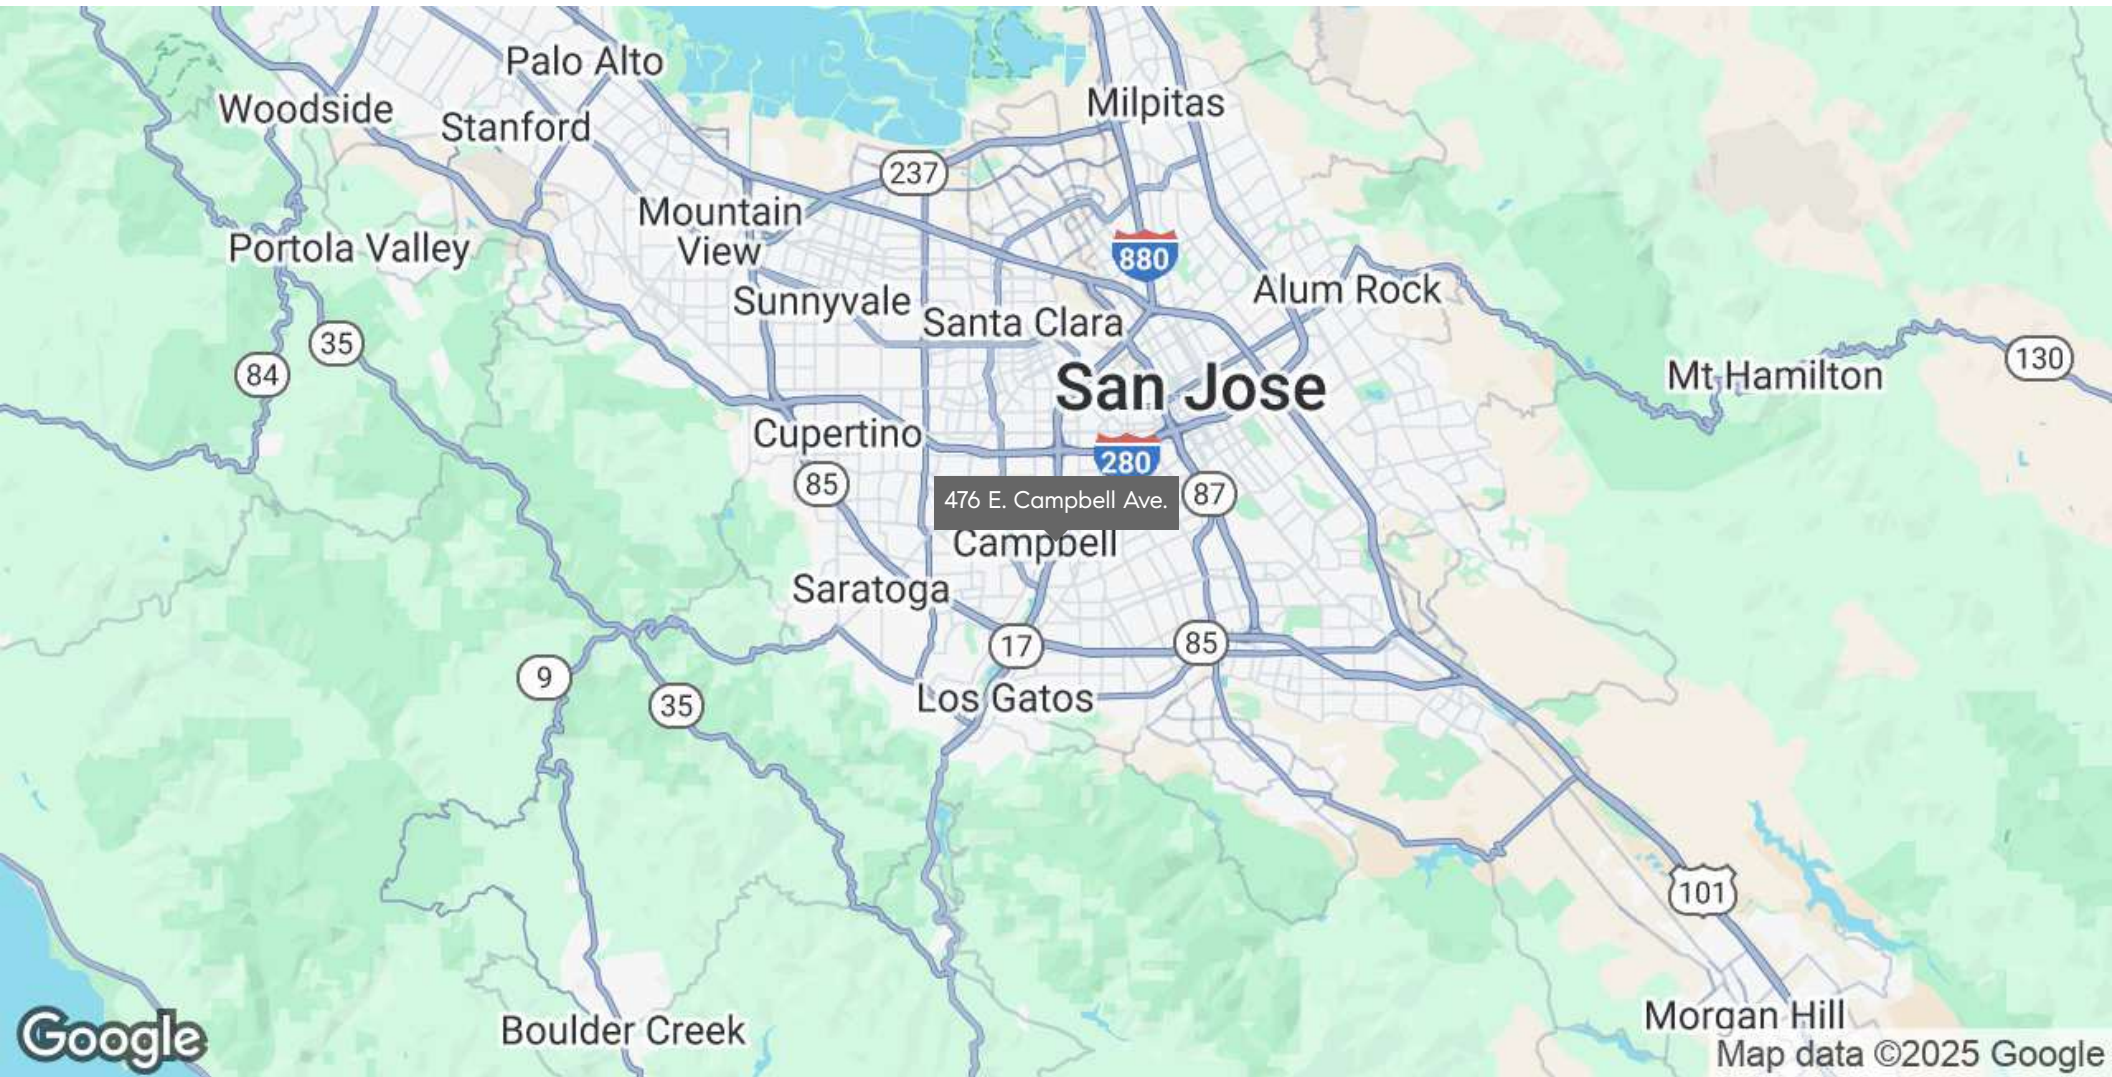 Palo Alto
Woodside
Stanford
Milpitas
237
Mountain
View
Portola Valley
880
Sunnyvale
Alum Rock
Santa Clara
35
84
San Jose
Mt Hamilton
130
Cupertino
280
85
87
476 E. Campbell Ave.
Campbell
Saratoga
17
85
9
35
Los Gatos
101
Boulder Creek
Morgan Hill
Google
Map data ©2025 Google